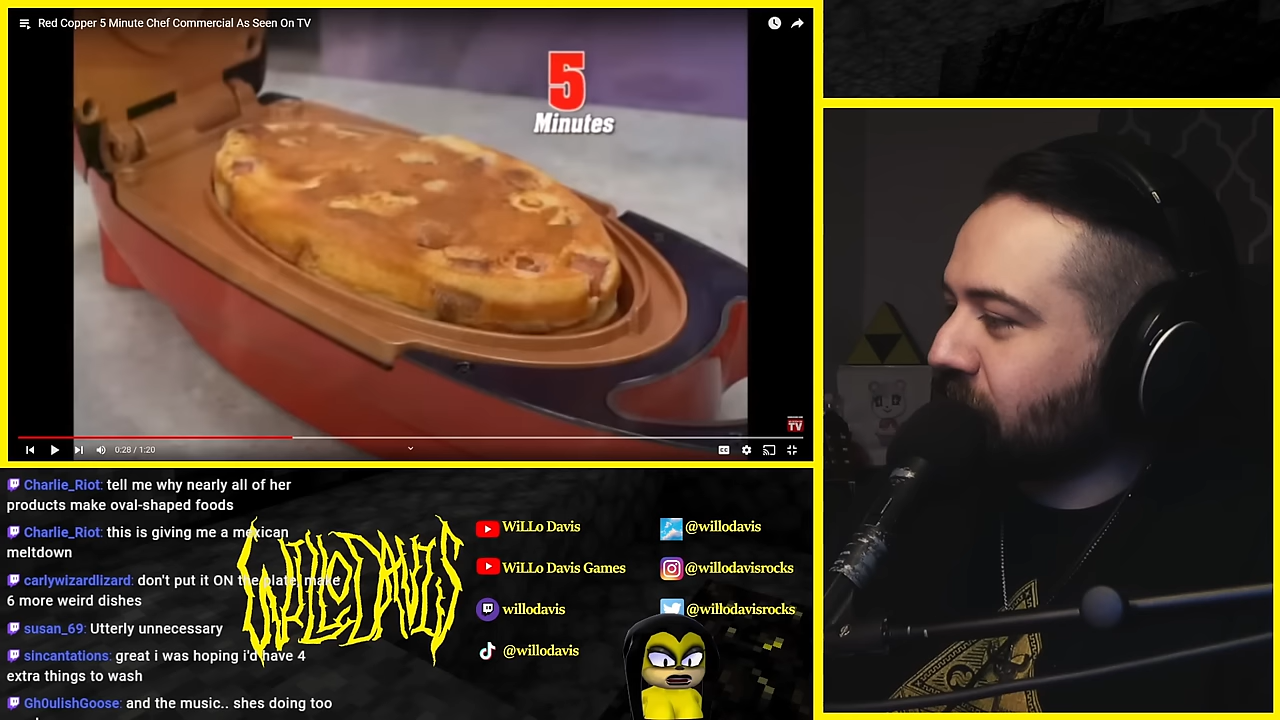 Red Copper 5 Minute Chef Commercial As Seen On TV
5
Minutes
TV
0:28 / 1:20
CC
Charlie_Riot: tell me why nearly all of her
products make oval-shaped foods
Charlie_Riot: this is giving me a mexican
meltdown
carlywizardlizard: don't put it ON the plate, make
6 more weird dishes
susan_69: Utterly unnecessary
sincantations: great i was hoping i'd have 4
extra things to wash
Gh0ulishGoose: and the music.. shes doing too
WILLO DAVIS
WiLLo Davis
WiLLo Davis Games
willodavis
@willodavis
@willodavis
@willodavisrocks
@willodavisrocks